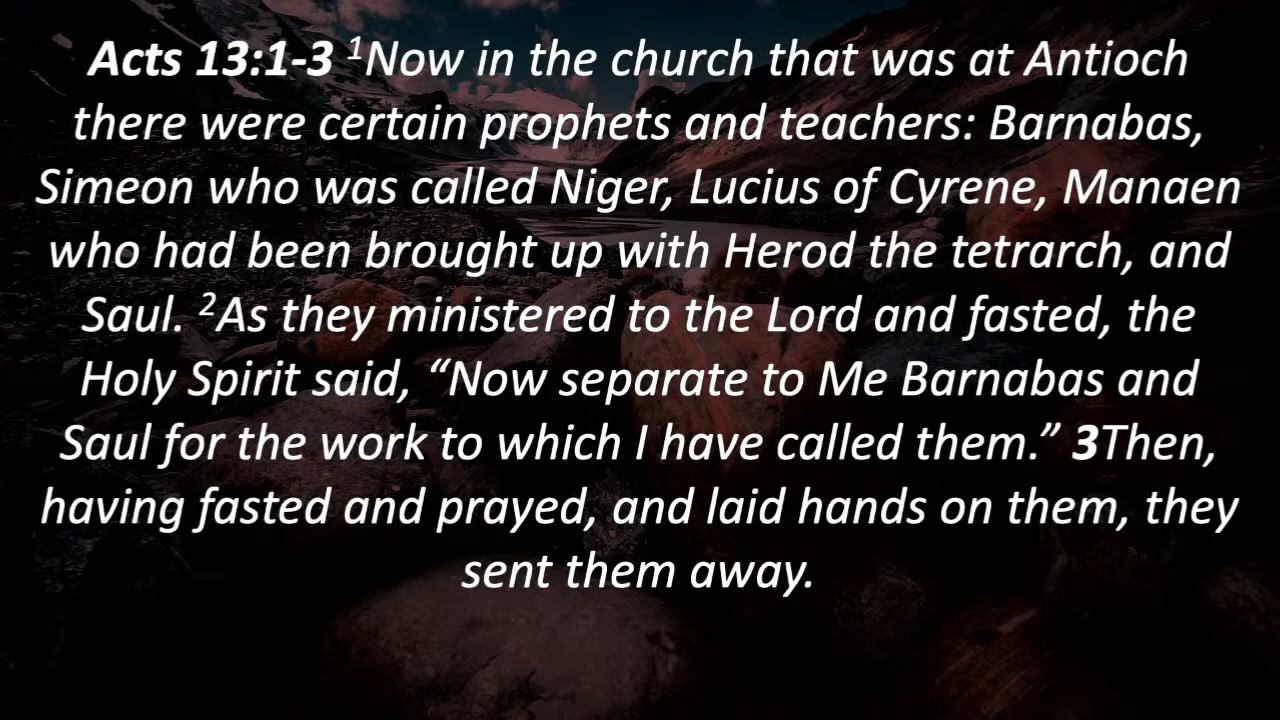 Acts 13:1-3 ¹Now in the church that was at Antioch
there were certain prophets and teachers: Barnabas,
Simeon who was called Niger, Lucius of Cyrene, Manaen
who had been brought up with Herod the tetrarch, and
Saul. ²As they ministered to the Lord and fasted, the
Holy Spirit said, “Now separate to Me Barnabas and
Saul for the work to which I have called them.” 3Then,
having fasted and prayed, and laid hands on them, they
sent them away.